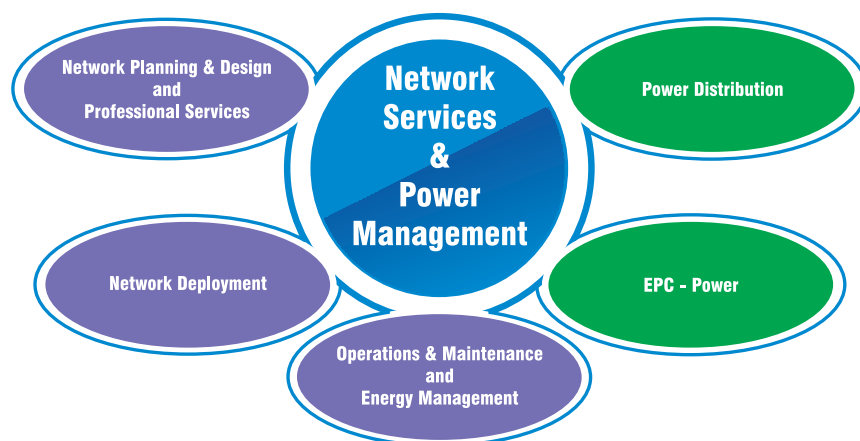 Network Planning & Design
and
Professional Services
Network
Services
&
Power
Management
Power Distribution
Network Deployment
EPC - Power
Operations & Maintenance
and
Energy Management